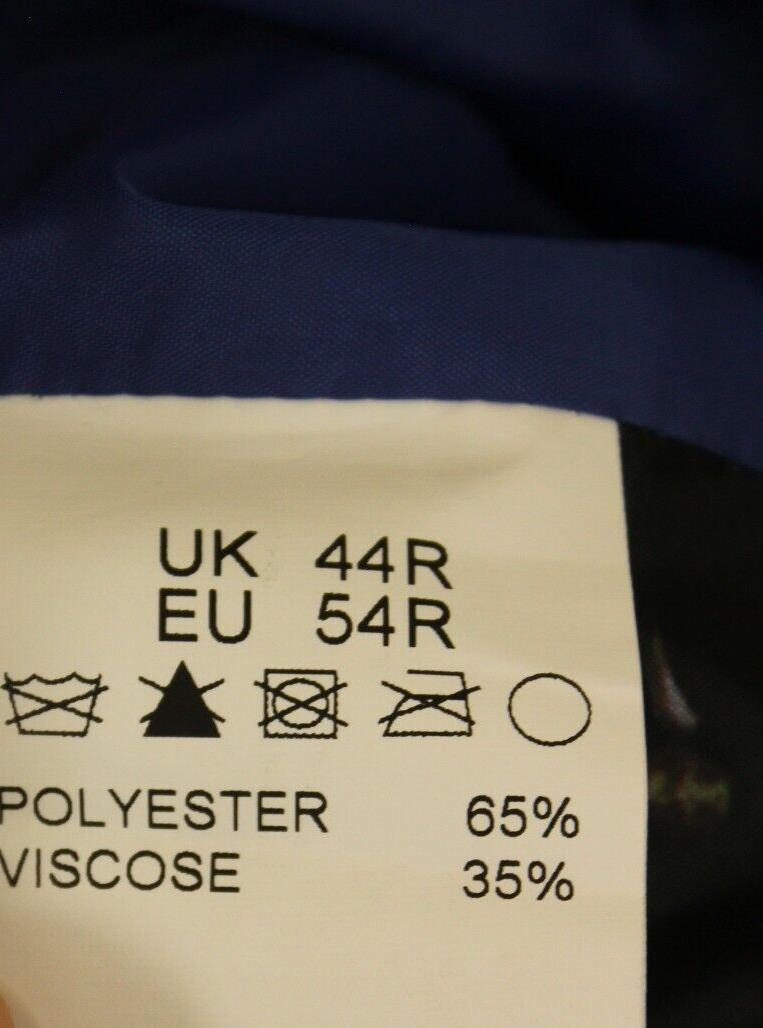 UK 44R
EU 54R
POLYESTER 65%
VISCOSE 35%